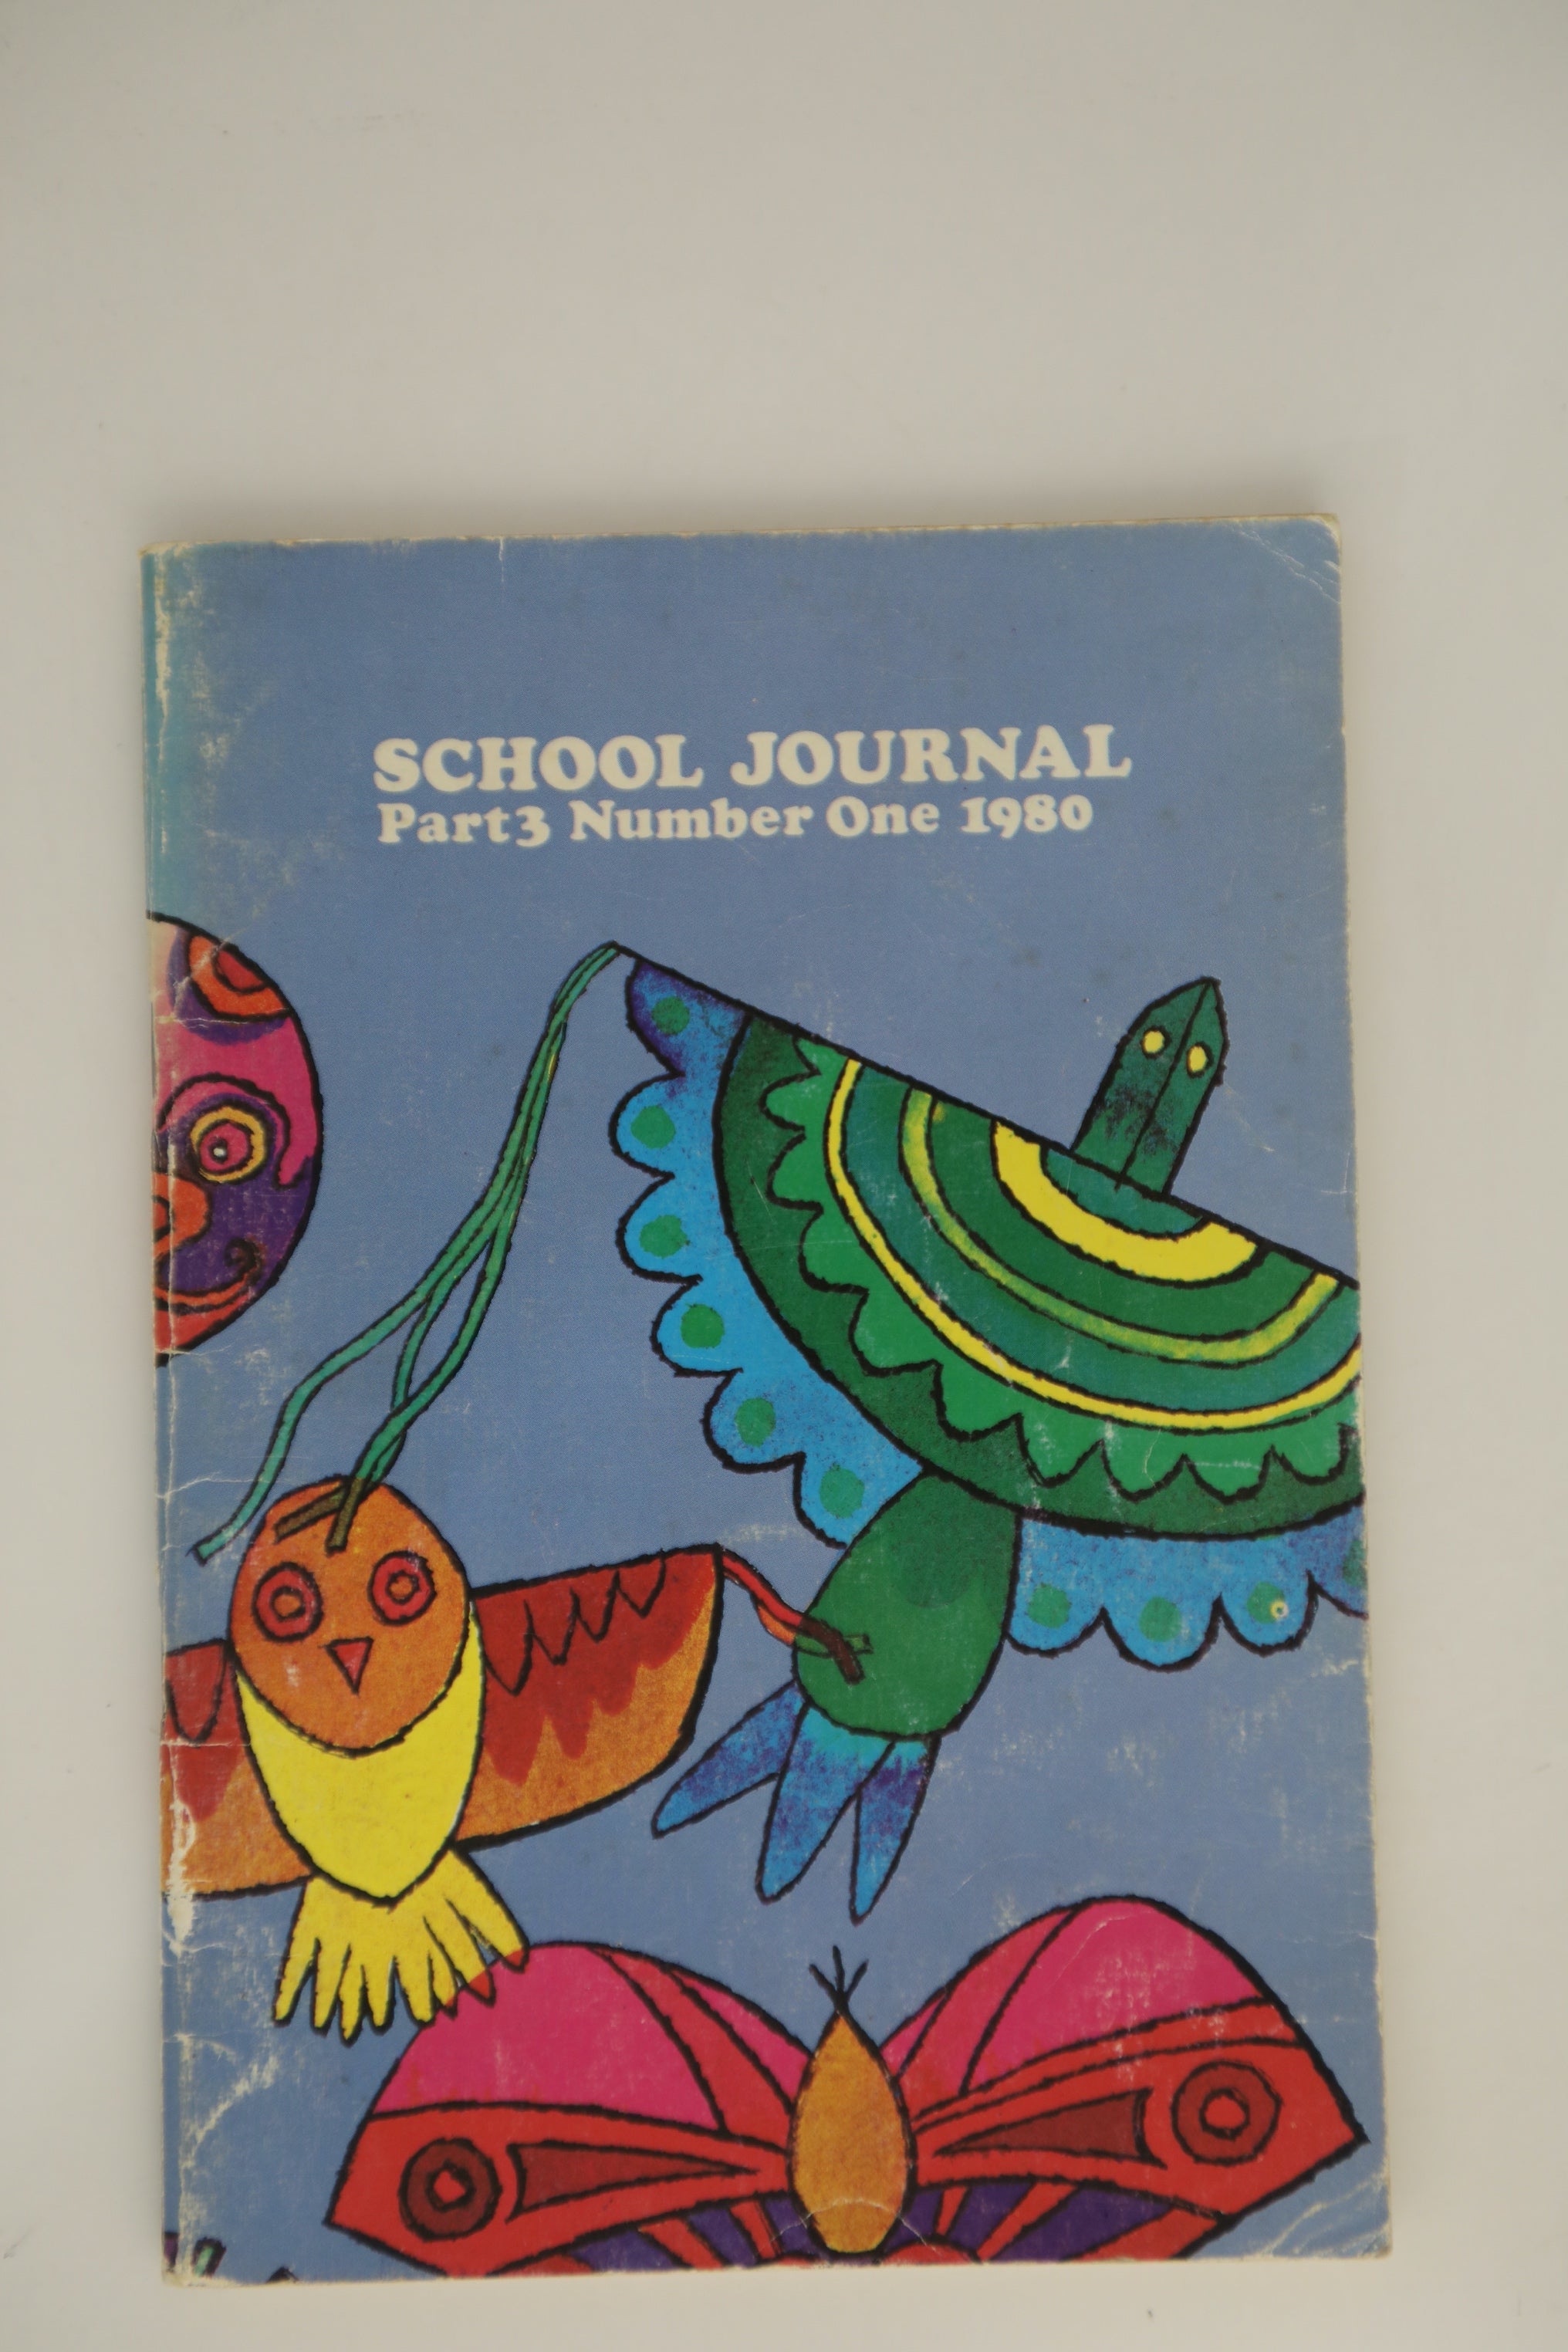 SCHOOL JOURNAL
Part3 Number One 1980